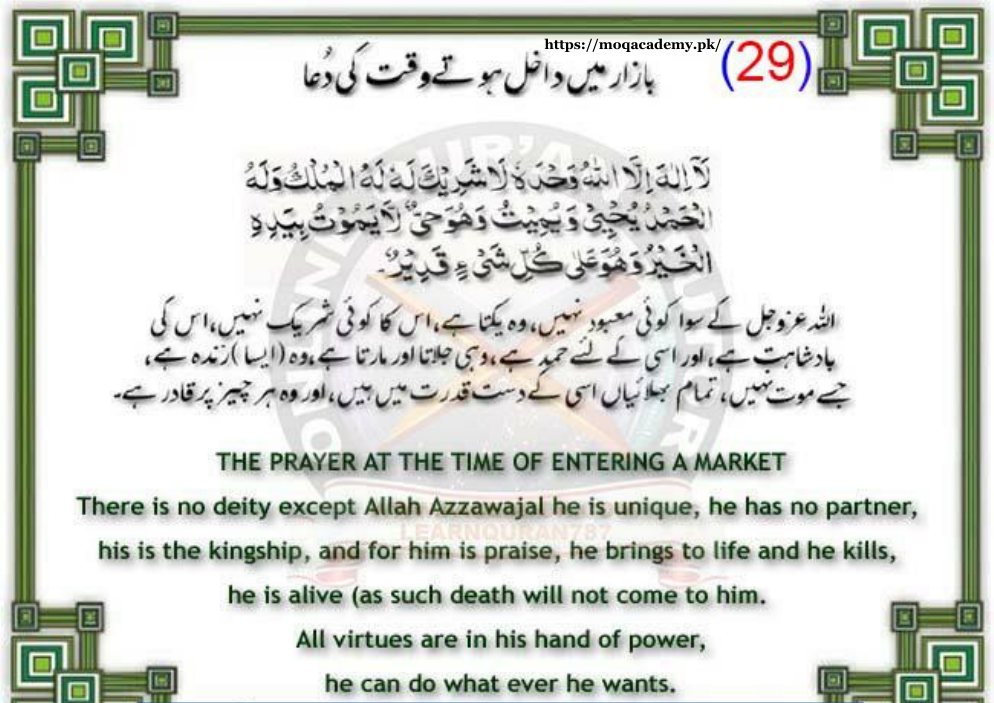 https://moqacademy.pk/
(29)
بازار میں داخل ہوتے وقت کی دُعا
لَآ اِلٰهَ اِلَّا اللّٰهُ وَحْدَهٗ لَا شَرِيْكَ لَهٗ لَهُ الْمُلْكُ وَلَهُ
الْحَمْدُ يُحْيِىْ وَيُمِيْتُ وَهُوَ حَىٌّ لَّا يَمُوْتُ بِيَدِهِ
الْخَيْرُ وَهُوَ عَلٰى كُلِّ شَىْءٍ قَدِيْرٌ۔
اللہ عزوجل کے سوا کوئی معبود نہیں، وہ یکتا ہے، اس کا کوئی شریک نہیں، اس کی
بادشاہت ہے، اور اسی کے لئے حمد ہے، وہی جلاتا اور مارتا ہے، وہ (ایسا) زندہ ہے،
جسے موت نہیں، تمام بھلائیاں اسی کے دست قدرت میں ہیں، اور وہ ہر چیز پر قادر ہے۔
THE PRAYER AT THE TIME OF ENTERING A MARKET
There is no deity except Allah Azzawajal he is unique, he has no partner,
LEARNQURAN787
his is the kingship, and for him is praise, he brings to life and he kills,
he is alive (as such death will not come to him.
All virtues are in his hand of power,
he can do what ever he wants.